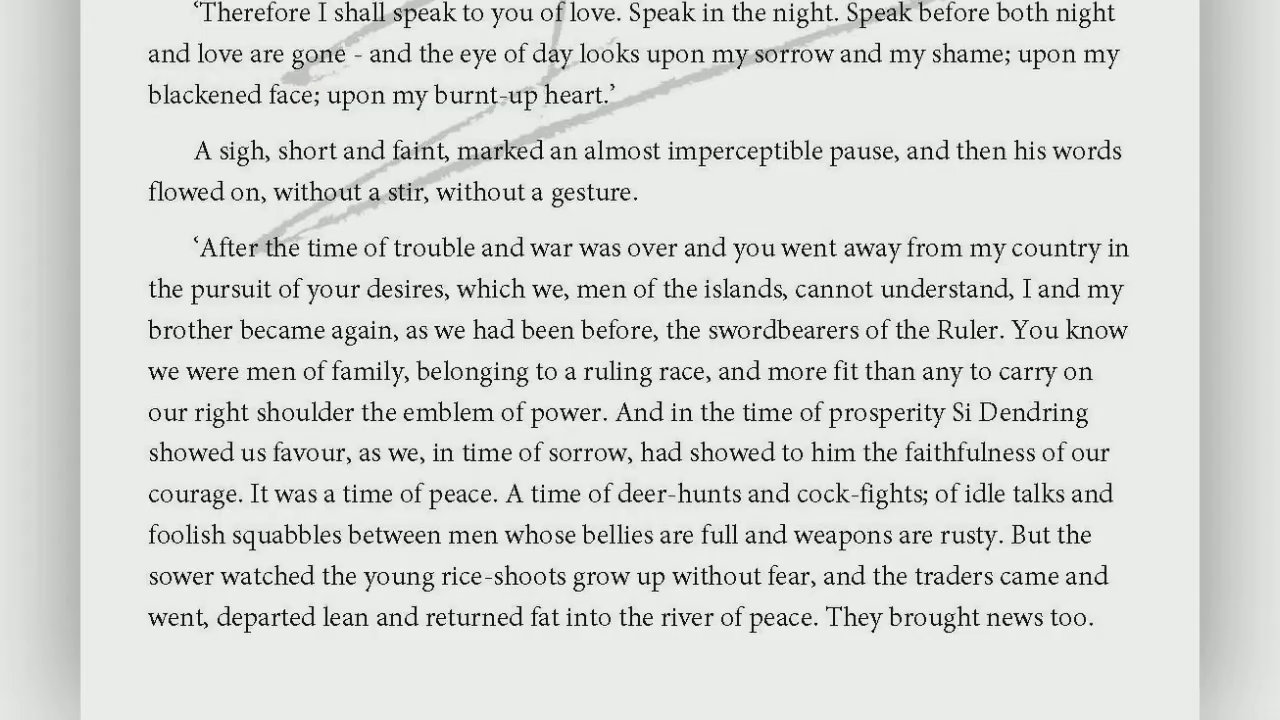 ‘Therefore I shall speak to you of love. Speak in the night. Speak before both night
and love are gone - and the eye of day looks upon my sorrow and my shame; upon my
blackened face; upon my burnt-up heart.’
A sigh, short and faint, marked an almost imperceptible pause, and then his words
flowed on, without a stir, without a gesture.
‘After the time of trouble and war was over and you went away from my country in
the pursuit of your desires, which we, men of the islands, cannot understand, I and my
brother became again, as we had been before, the swordbearers of the Ruler. You know
we were men of family, belonging to a ruling race, and more fit than any to carry on
our right shoulder the emblem of power. And in the time of prosperity Si Dendring
showed us favour, as we, in time of sorrow, had showed to him the faithfulness of our
courage. It was a time of peace. A time of deer-hunts and cock-fights; of idle talks and
foolish squabbles between men whose bellies are full and weapons are rusty. But the
sower watched the young rice-shoots grow up without fear, and the traders came and
went, departed lean and returned fat into the river of peace. They brought news too.